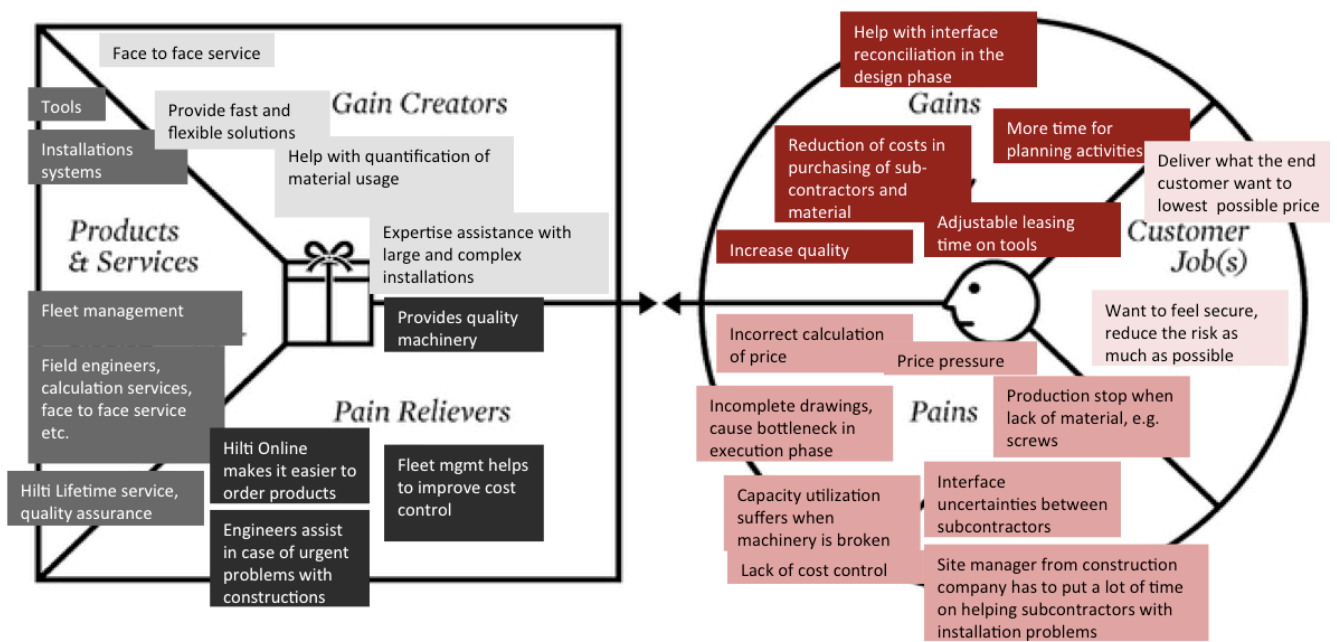 Face to face service
Gain Creators
Tools
Provide fast and
flexible solutions
Installations
systems
Help with quantification of
material usage
Products
& Services
Expertise assistance with
large and complex
installations
Fleet management
Provides quality
machinery
Field engineers,
calculation services,
face to face service
etc.
Pain Relievers
Hilti Online
makes it easier to
order products
Fleet mgmt helps
to improve cost
control
Hilti Lifetime service,
quality assurance
Engineers assist
in case of urgent
problems with
constructions
Help with interface
reconciliation in the
design phase
Gains
More time for
planning activities
Reduction of costs in
purchasing of sub-
contractors and
material
Deliver what the end
customer want to
lowest possible price
Adjustable leasing
time on tools
Increase quality
Customer
Job(s)
Want to feel secure,
reduce the risk as
much as possible
Incorrect calculation
of price
Price pressure
Production stop when
lack of material, e.g.
screws
Incomplete drawings,
cause bottleneck in
execution phase
Pains
Capacity utilization
suffers when
machinery is broken
Interface
uncertainties between
subcontractors
Lack of cost control
Site manager from construction
company has to put a lot of time
on helping subcontractors with
installation problems